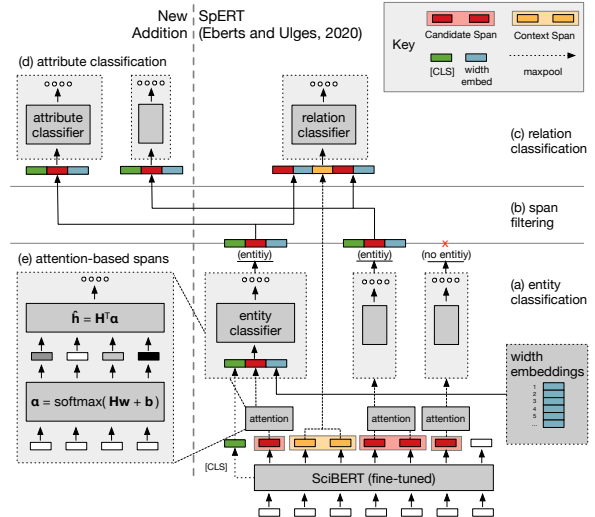 New
Addition
SpERT
(Eberts and Ulges, 2020)
Key
Candidate Span
Context Span
[CLS]
width
embed
maxpool
(d) attribute classification
attribute
classifier
relation
classifier
(c) relation
classification
(b) span
filtering
(entitiy)
(entitiy)
(no entitiy)
(e) attention-based spans
(a) entity
classification
ĥ = Hᵀα
entity
classifier
width
embeddings
1
2
3
4
5
...
α = softmax( Hw + b )
attention
attention
attention
[CLS]
SciBERT (fine-tuned)